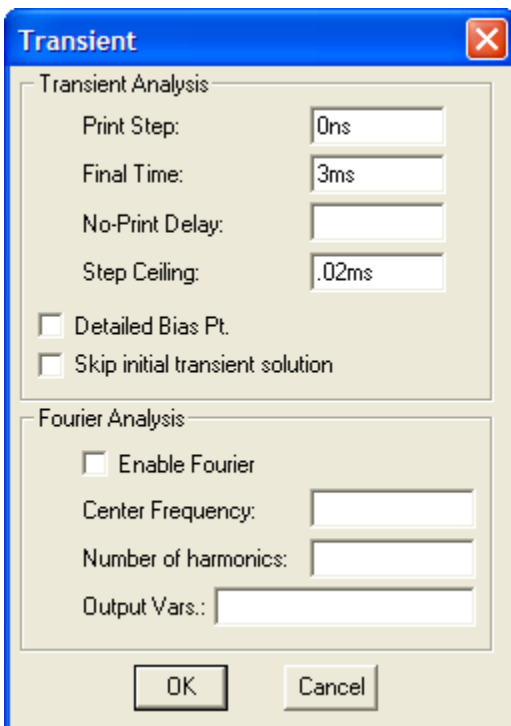 Transient
Transient Analysis
Print Step: 0ns
Final Time: 3ms
No-Print Delay:
Step Ceiling: .02ms
Detailed Bias Pt.
Skip initial transient solution
Fourier Analysis
Enable Fourier
Center Frequency:
Number of harmonics:
Output Vars.:
OK Cancel